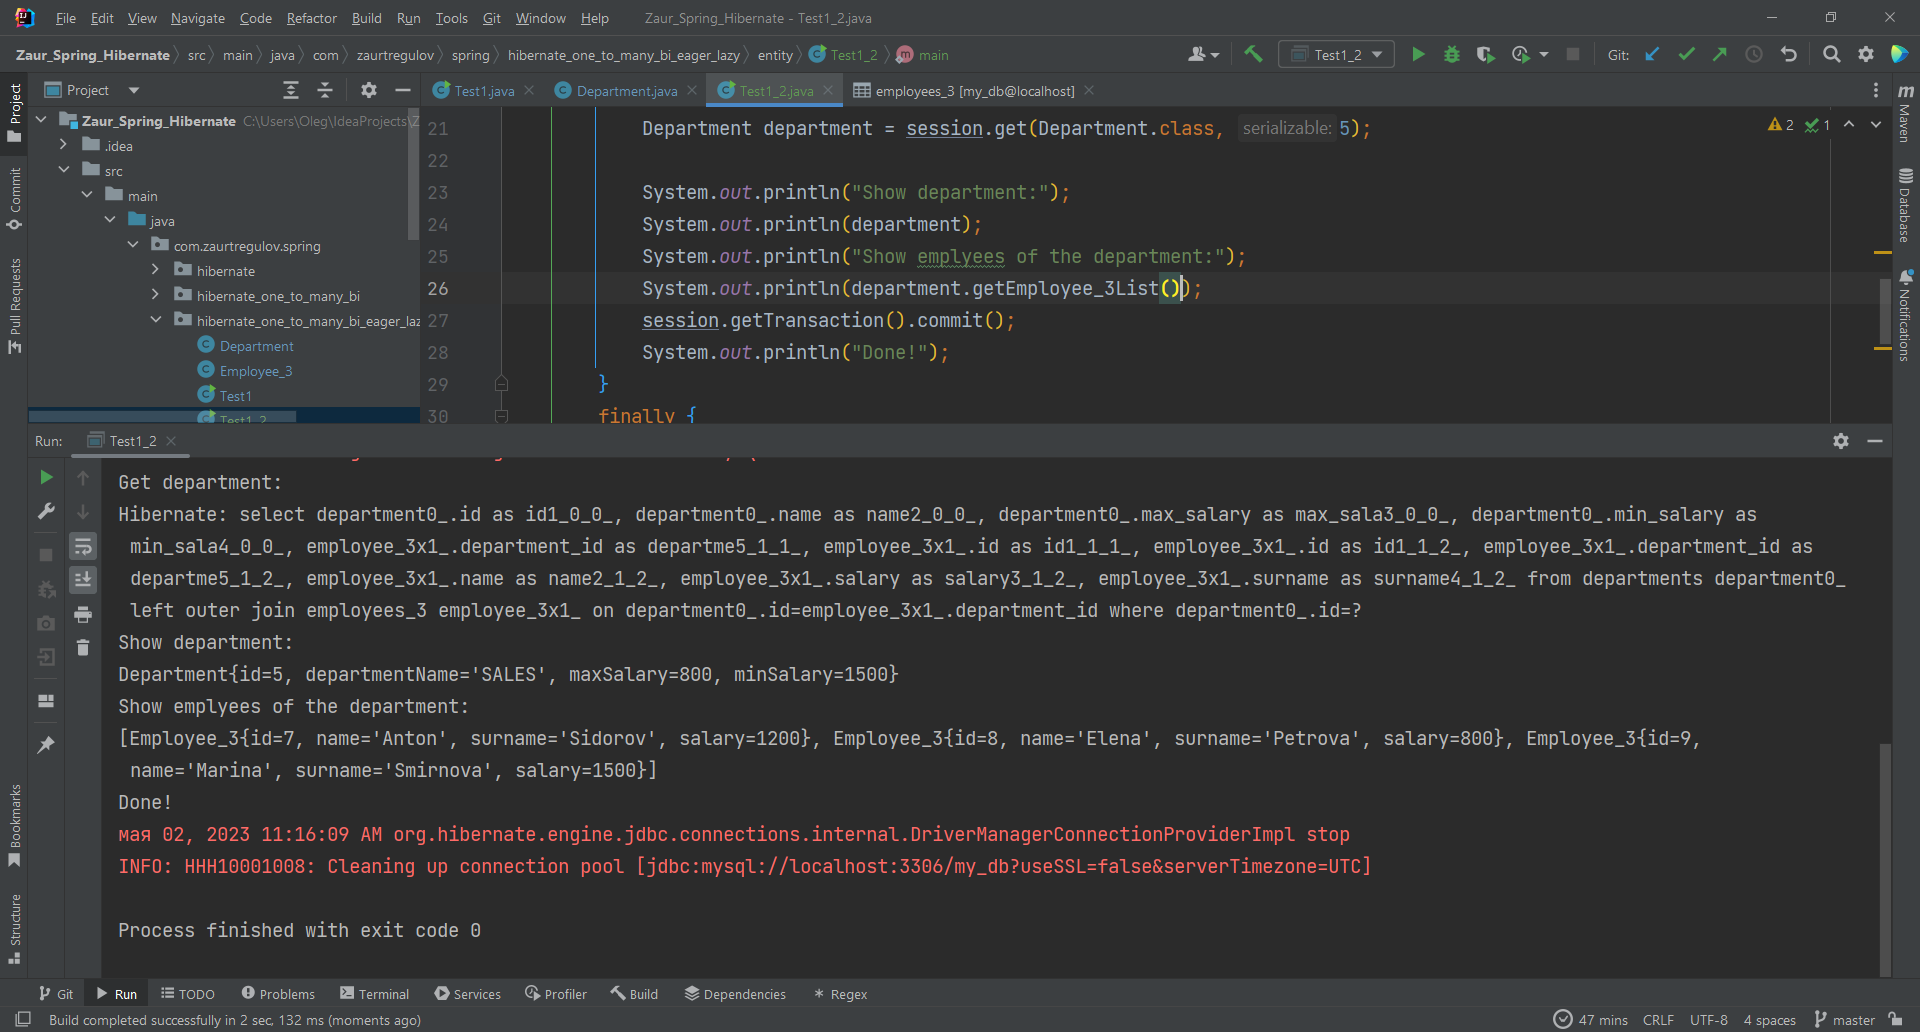 File Edit View Navigate Code Refactor Build Run Tools Git Window Help Zaur_Spring_Hibernate - Test1_2.java
Zaur_Spring_Hibernate src main java com zaurtregulov spring hibernate_one_to_many_bi_eager_lazy entity Test1_2 main Test1_2 Git:
Project Test1.java Department.java Test1_2.java employees_3 [my_db@localhost]
Zaur_Spring_Hibernate C:\Users\Oleg\IdeaProjects\Z
.idea
src
main
java
com.zaurtregulov.spring
hibernate
hibernate_one_to_many_bi
hibernate_one_to_many_bi_eager_laz
Department
Employee_3
Test1
Test1_2
21 Department department = session.get(Department.class, serializable: 5);
22
23 System.out.println("Show department:");
24 System.out.println(department);
25 System.out.println("Show emplyees of the department:");
26 System.out.println(department.getEmployee_3List());
27 session.getTransaction().commit();
28 System.out.println("Done!");
29 }
30 finally {
2 1
Project
Commit
Pull Requests
Bookmarks
Structure
Maven
Database
Notifications
Run: Test1_2
Get department:
Hibernate: select department0_.id as id1_0_0_, department0_.name as name2_0_0_, department0_.max_salary as max_sala3_0_0_, department0_.min_salary as
min_sala4_0_0_, employee_3x1_.department_id as departme5_1_1_, employee_3x1_.id as id1_1_1_, employee_3x1_.id as id1_1_2_, employee_3x1_.department_id as
departme5_1_2_, employee_3x1_.name as name2_1_2_, employee_3x1_.salary as salary3_1_2_, employee_3x1_.surname as surname4_1_2_ from departments department0_
left outer join employees_3 employee_3x1_ on department0_.id=employee_3x1_.department_id where department0_.id=?
Show department:
Department{id=5, departmentName='SALES', maxSalary=800, minSalary=1500}
Show emplyees of the department:
[Employee_3{id=7, name='Anton', surname='Sidorov', salary=1200}, Employee_3{id=8, name='Elena', surname='Petrova', salary=800}, Employee_3{id=9,
name='Marina', surname='Smirnova', salary=1500}]
Done!
мая 02, 2023 11:16:09 AM org.hibernate.engine.jdbc.connections.internal.DriverManagerConnectionProviderImpl stop
INFO: HHH10001008: Cleaning up connection pool [jdbc:mysql://localhost:3306/my_db?useSSL=false&serverTimezone=UTC]
Process finished with exit code 0
Git Run TODO Problems Terminal Services Profiler Build Dependencies Regex
Build completed successfully in 2 sec, 132 ms (moments ago) 47 mins CRLF UTF-8 4 spaces master